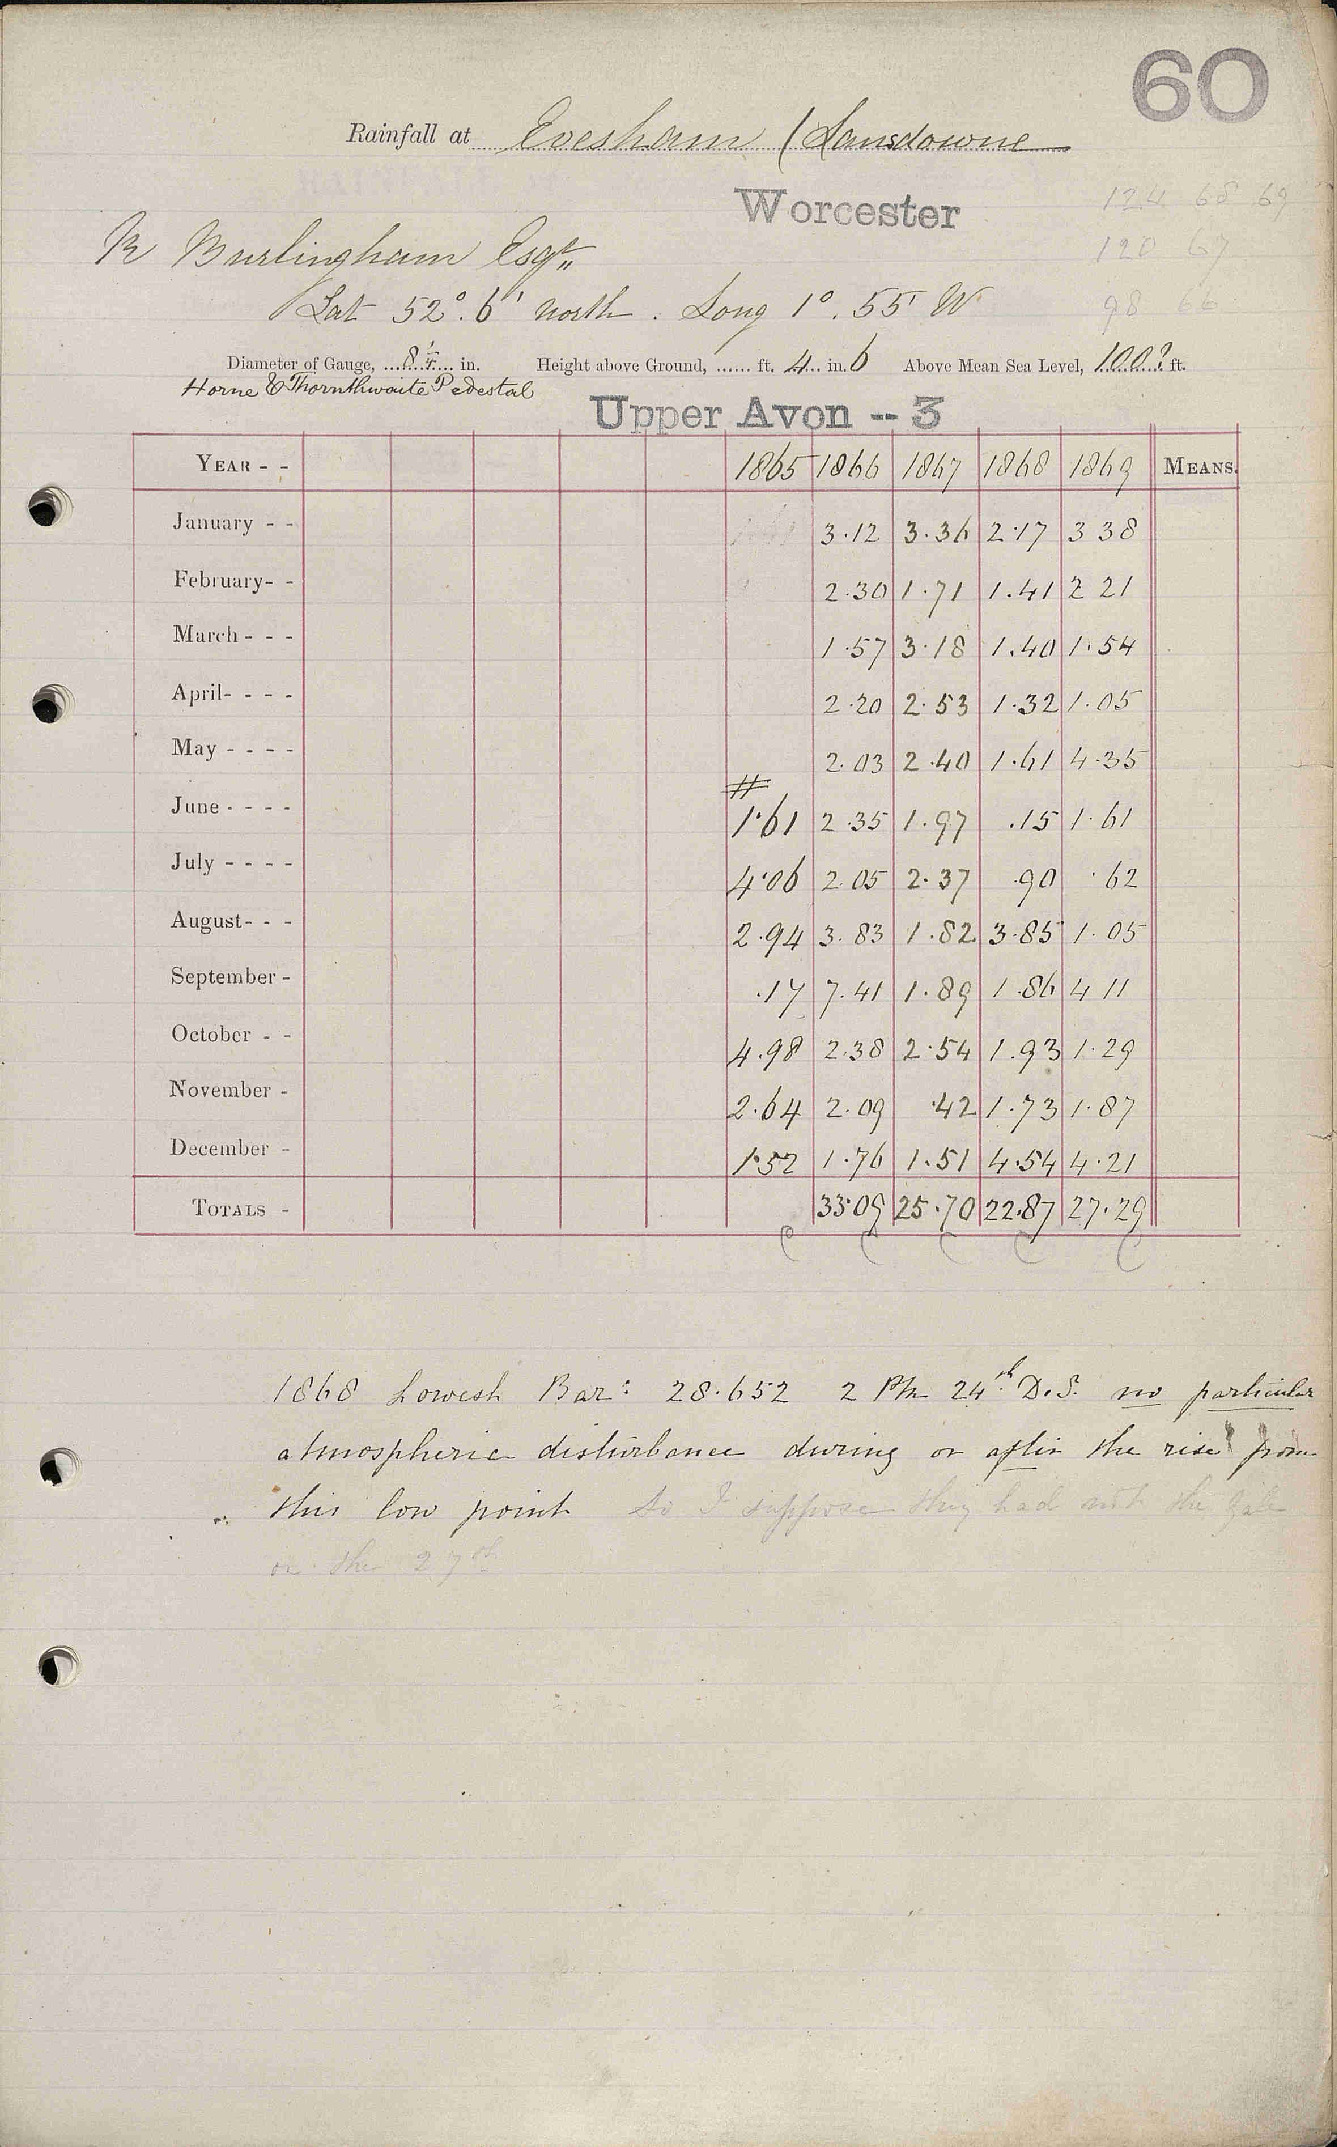 60
Rainfall at Evesham (Lansdowne
Worcester
124 68 69
R Burlingham Esqr
120 67
Lat 52°.6' north. Long 1°.55' W
98 66
Diameter of Gauge, 8 1/4 in. Height above Ground, ...... ft. 4 in. 6 Above Mean Sea Level, 100? ft.
Horne & Thornthwaite Pedestal
Upper Avon -- 3
YEAR - - 1865 1866 1867 1868 1869 MEANS.
January - - 3.12 3.36 2.17 3 38
February - - 2.30 1.71 1.41 2 21
March - - - 1.57 3.18 1.40 1.54
April - - - - 2.20 2.53 1.32 1.05
May - - - - 2.03 2.40 1.61 4.35
#
June - - - - 1.61 2.35 1.97 .15 1.61
July - - - - 4.06 2.05 2.37 .90 .62
August - - - 2.94 3.83 1.82 3.85 1.05
September - .17 7.41 1.89 1.86 4 11
October - - 4.98 2.38 2.54 1.93 1.29
November - 2.64 2.09 .42 1.73 1.87
December - 1.52 1.76 1.51 4.54 4.21
TOTALS - 33.09 25.70 22.87 27.29
1868 Lowest Bar: 28.652 2 PM 24th D.S. no particular
atmospheric disturbance during or after the rise from
this low point So I suppose they had not the gale
on the 27th